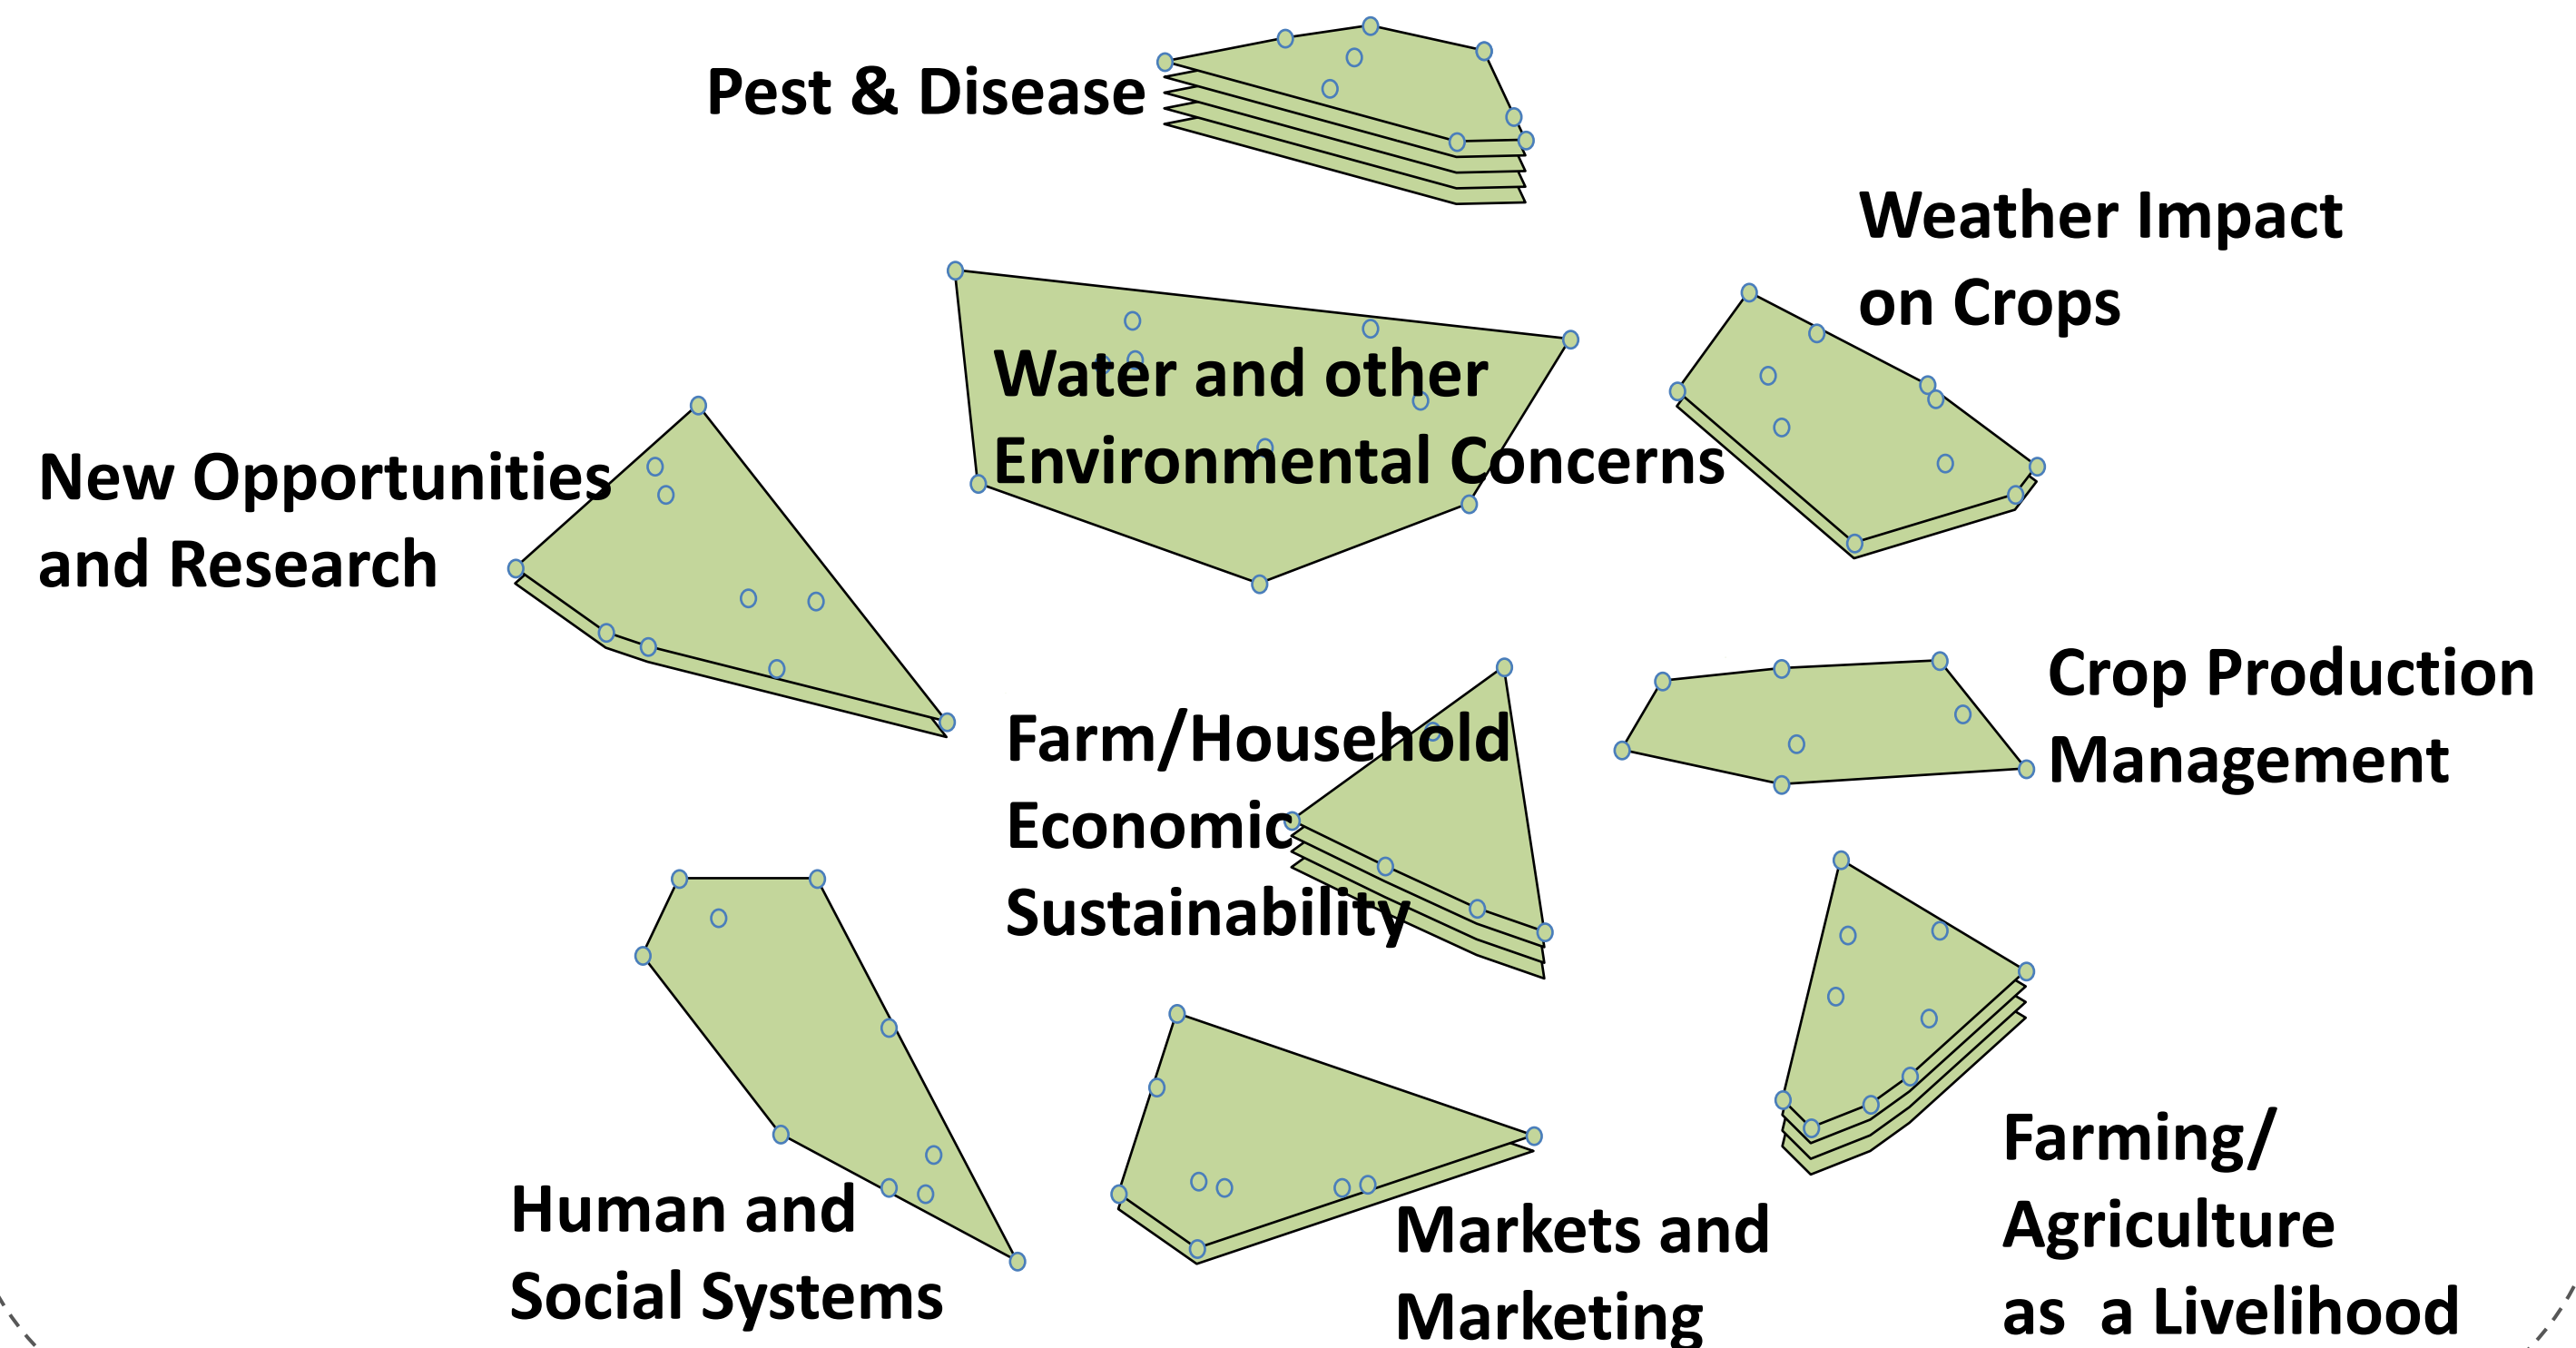 Pest & Disease
Weather Impact
on Crops
Water and other
Environmental Concerns
New Opportunities
and Research
Crop Production
Management
Farm/Household
Economic
Sustainability
Human and
Social Systems
Markets and
Marketing
Farming/
Agriculture
as  a Livelihood